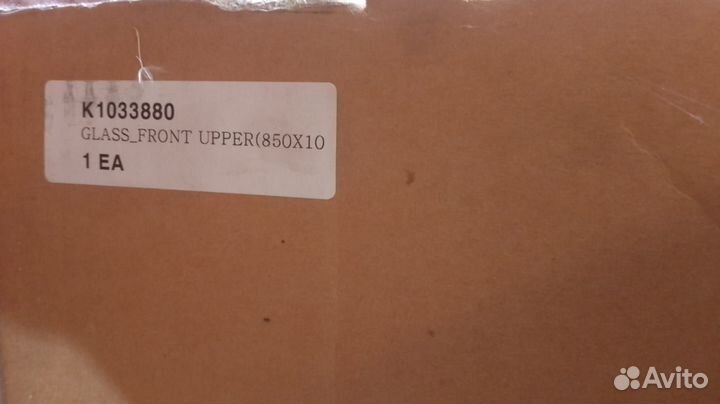 K1033880
GLASS_FRONT UPPER(850X10
1 EA
Avito